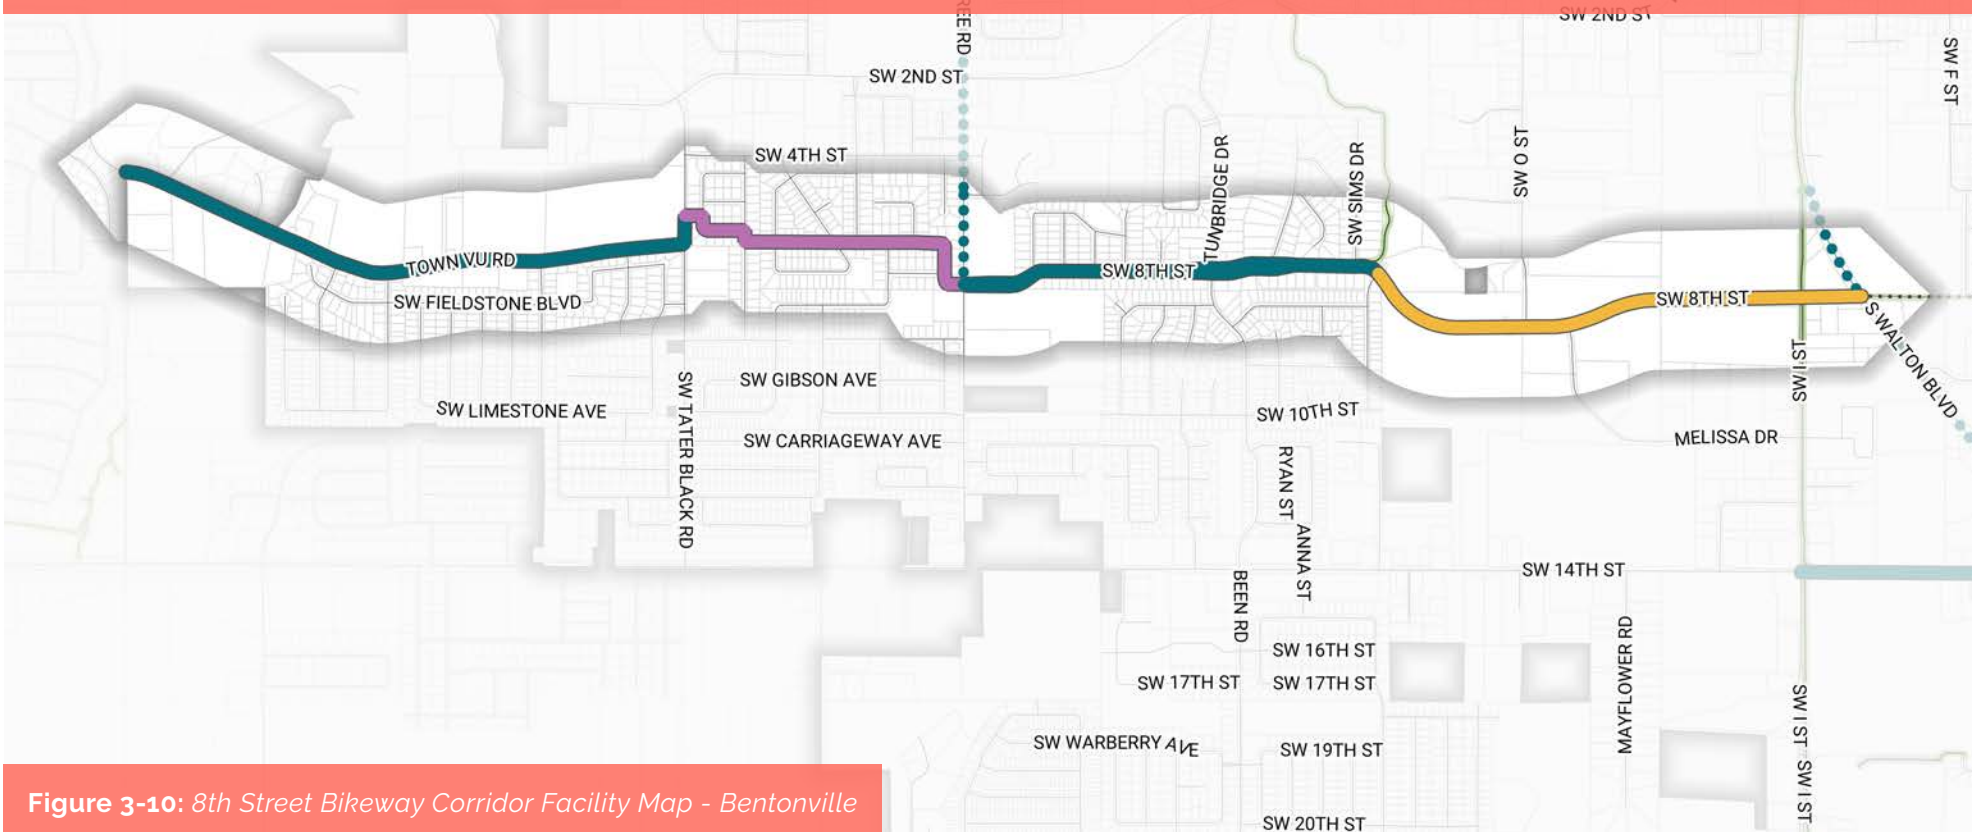 SW 2ND ST
REE RD
SW F ST
SW 2ND ST
SW 4TH ST
TUNBRIDGE DR
SW SIMS DR
SW O ST
TOWN VU RD
SW 8TH ST
SW FIELDSTONE BLVD
SW 8TH ST
S WALTON BLVD
SW I ST
SW GIBSON AVE
SW LIMESTONE AVE
SW TATER BLACK RD
SW 10TH ST
SW CARRIAGEWAY AVE
MELISSA DR
RYAN ST
ANNA ST
SW 14TH ST
BEEN RD
SW 16TH ST
MAYFLOWER RD
SW 17TH ST
SW 17TH ST
SW I ST
SW WARBERRY AVE
SW 19TH ST
SW I ST
Figure 3-10: 8th Street Bikeway Corridor Facility Map - Bentonville
SW 20TH ST